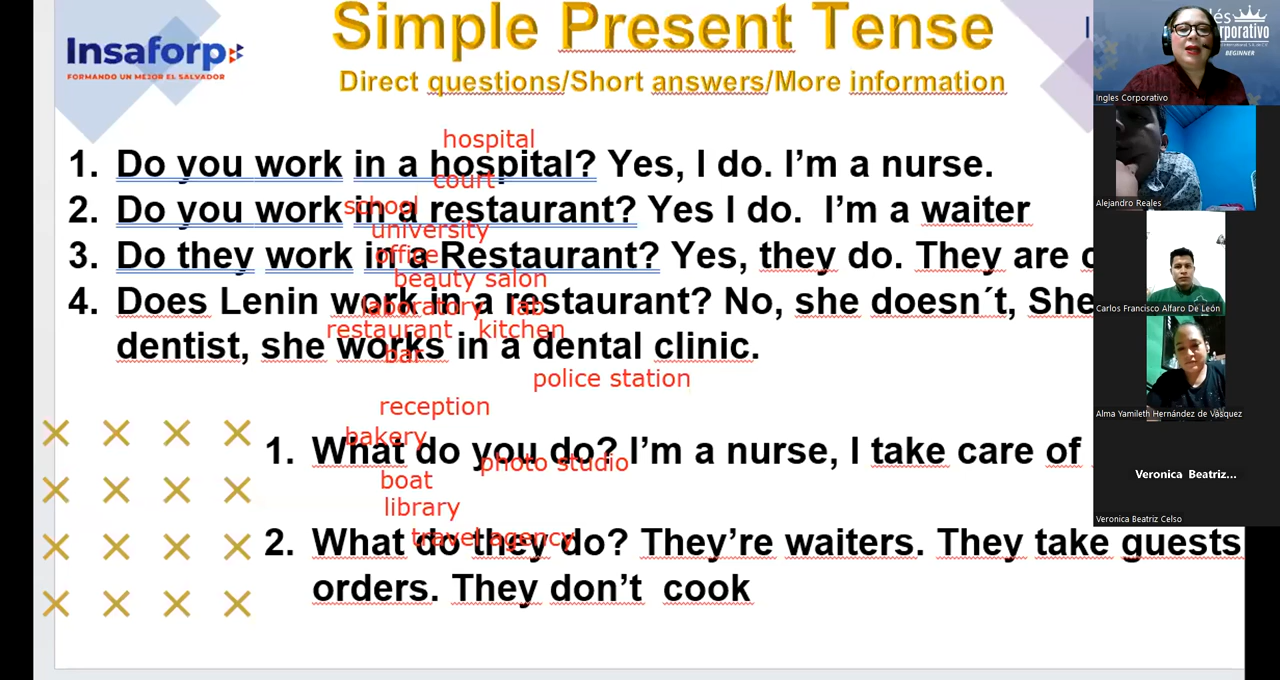 Simple Present Tense
Insaforp
FORMANDO UN MEJOR EL SALVADOR
Direct questions/Short answers/More information
hospital
1. Do you work in a hospital? Yes, I do. I'm a nurse.
court
school
2. Do you work in a restaurant? Yes I do. I'm a waiter
university
office
3. Do they work in a Restaurant? Yes, they do. They are
beauty salon
4. Does Lenin work in a restaurant? No, she doesn´t, She
laboratory lab
restaurant kitchen
dentist, she works in a dental clinic.
bar
police station
reception
bakery
1. What do you do? I'm a nurse, I take care of
photo studio
boat
library
travel agency
2. What do they do? They're waiters. They take guests
orders. They don't cook
BEGINNER
Ingles Corporativo
Alejandro Reales
Carlos Francisco Alfaro De León
Alma Yamileth Hernández de Vásquez
Veronica Beatriz...
Veronica Beatriz Celso